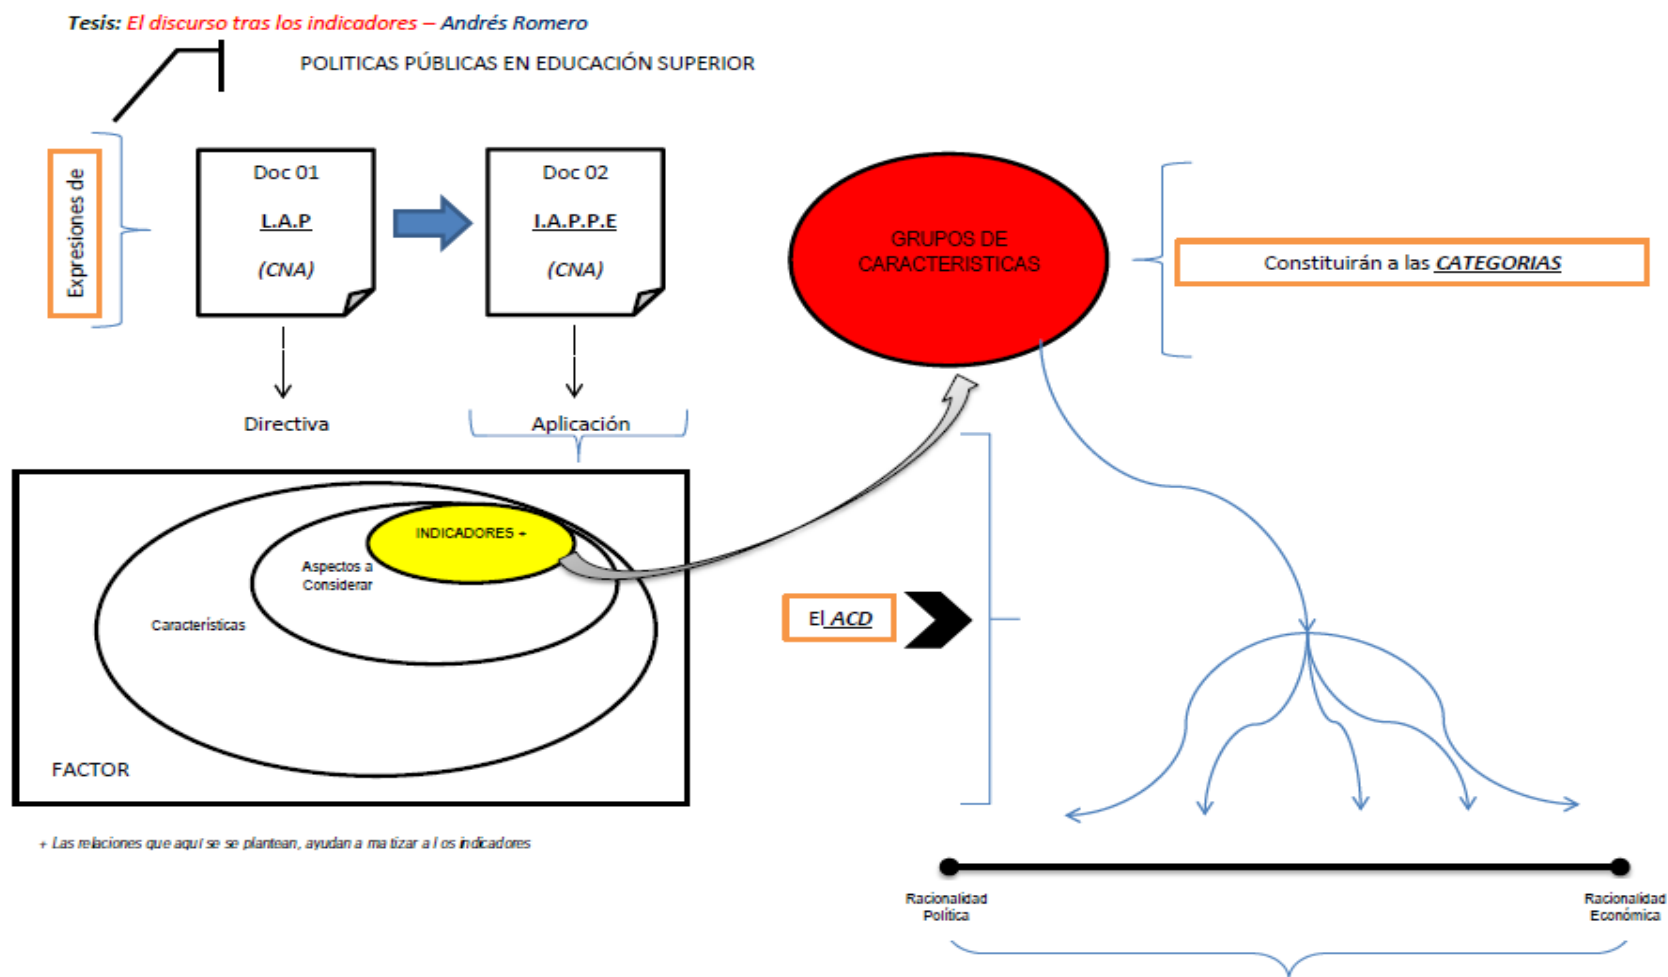 Tesis: El discurso tras los indicadores – Andrés Romero
POLITICAS PÚBLICAS EN EDUCACIÓN SUPERIOR
Expresiones de
Doc 01
L.A.P
(CNA)
Doc 02
I.A.P.P.E
(CNA)
Directiva
Aplicación
GRUPOS DE
CARACTERISTICAS
Constituirán a las CATEGORIAS
INDICADORES +
Aspectos a
Considerar
Características
FACTOR
+ Las relaciones que aquí se se plantean, ayudan a ma tizar a l os indicadores
El ACD
Racionalidad
Política
Racionalidad
Económica